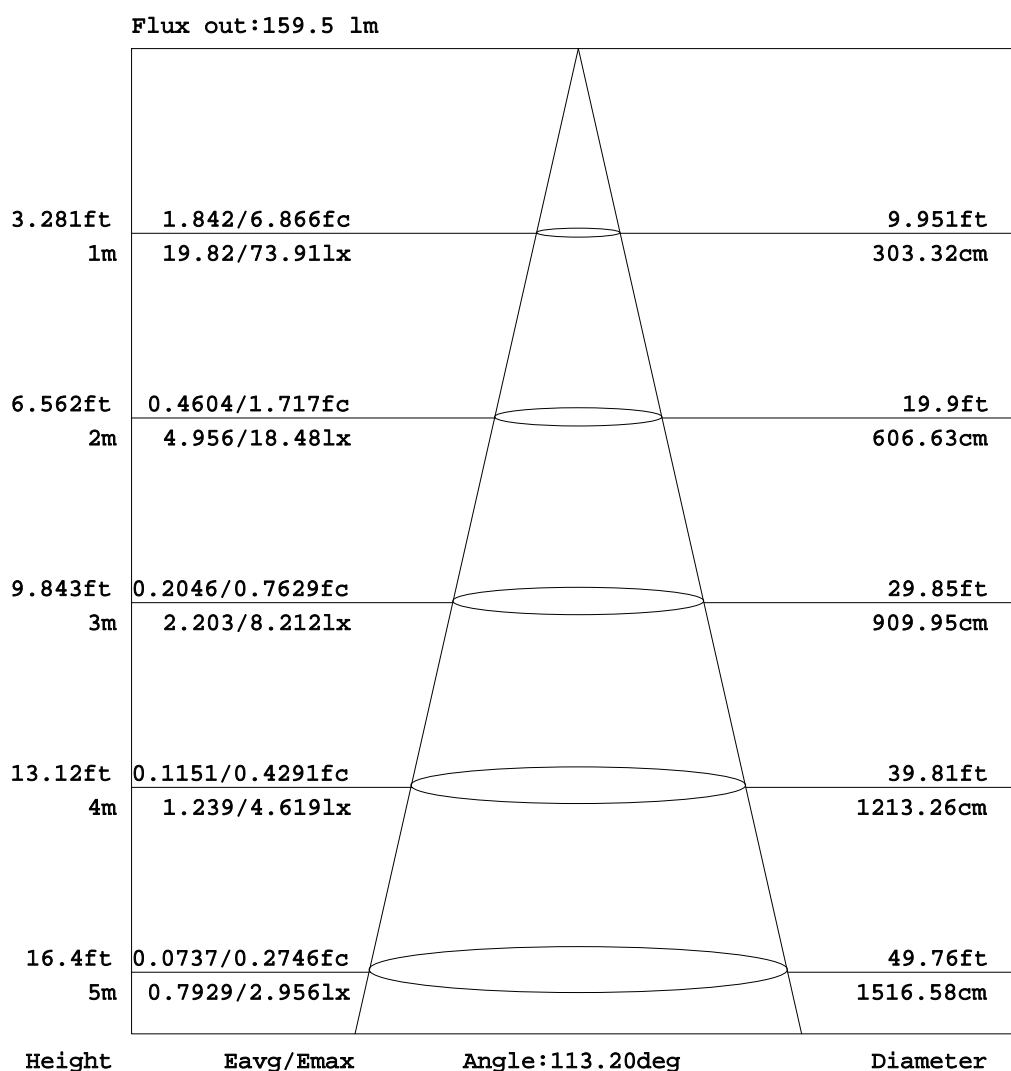 Flux out:159.5 lm
3.281ft 1.842/6.866fc 9.951ft
1m 19.82/73.91lx 303.32cm
6.562ft 0.4604/1.717fc 19.9ft
2m 4.956/18.48lx 606.63cm
9.843ft 0.2046/0.7629fc 29.85ft
3m 2.203/8.212lx 909.95cm
13.12ft 0.1151/0.4291fc 39.81ft
4m 1.239/4.619lx 1213.26cm
16.4ft 0.0737/0.2746fc 49.76ft
5m 0.7929/2.956lx 1516.58cm
Height Eavg/Emax Angle:113.20deg Diameter